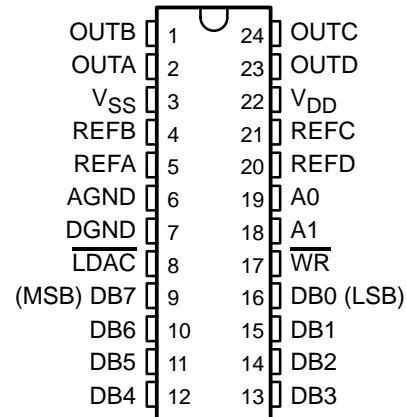 OUTB 1 24 OUTC
OUTA 2 23 OUTD
VSS 3 22 VDD
REFB 4 21 REFC
REFA 5 20 REFD
AGND 6 19 A0
DGND 7 18 A1
LDAC 8 17 WR
(MSB) DB7 9 16 DB0 (LSB)
DB6 10 15 DB1
DB5 11 14 DB2
DB4 12 13 DB3